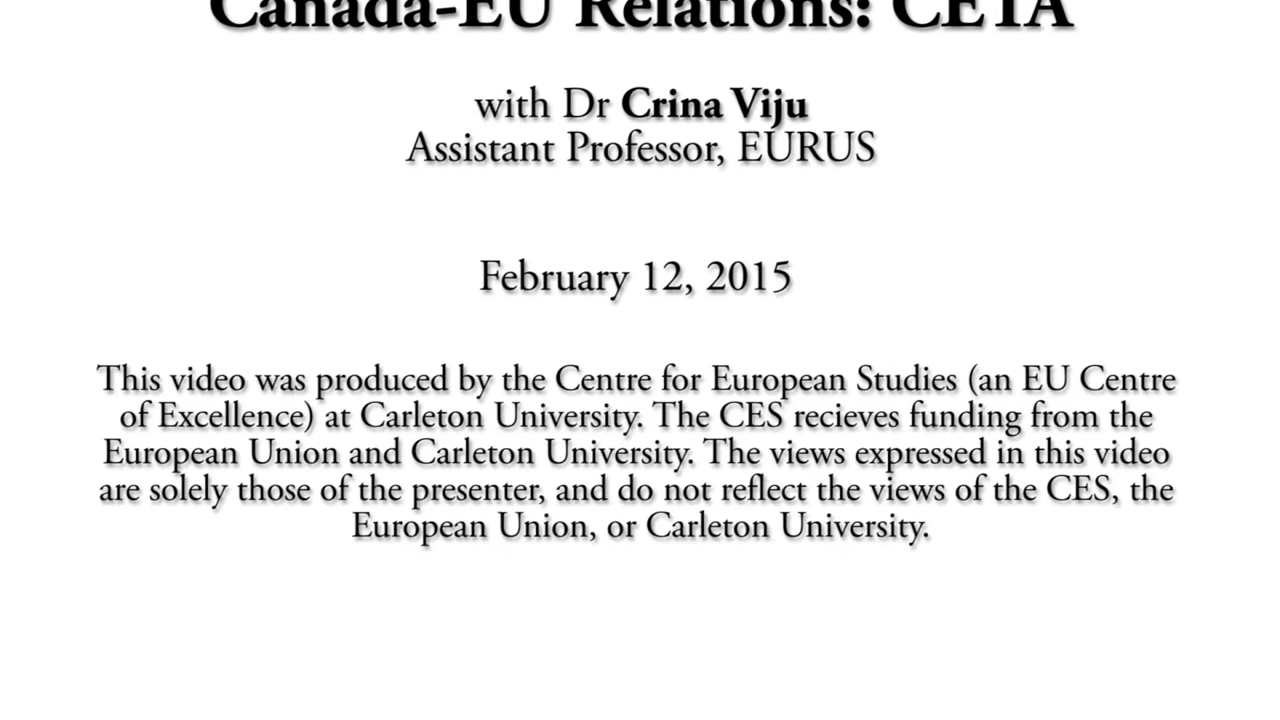 Canada-EU Relations: CETA
with Dr Crina Viju
Assistant Professor, EURUS
February 12, 2015
This video was produced by the Centre for European Studies (an EU Centre
of Excellence) at Carleton University. The CES recieves funding from the
European Union and Carleton University. The views expressed in this video
are solely those of the presenter, and do not reflect the views of the CES, the
European Union, or Carleton University.